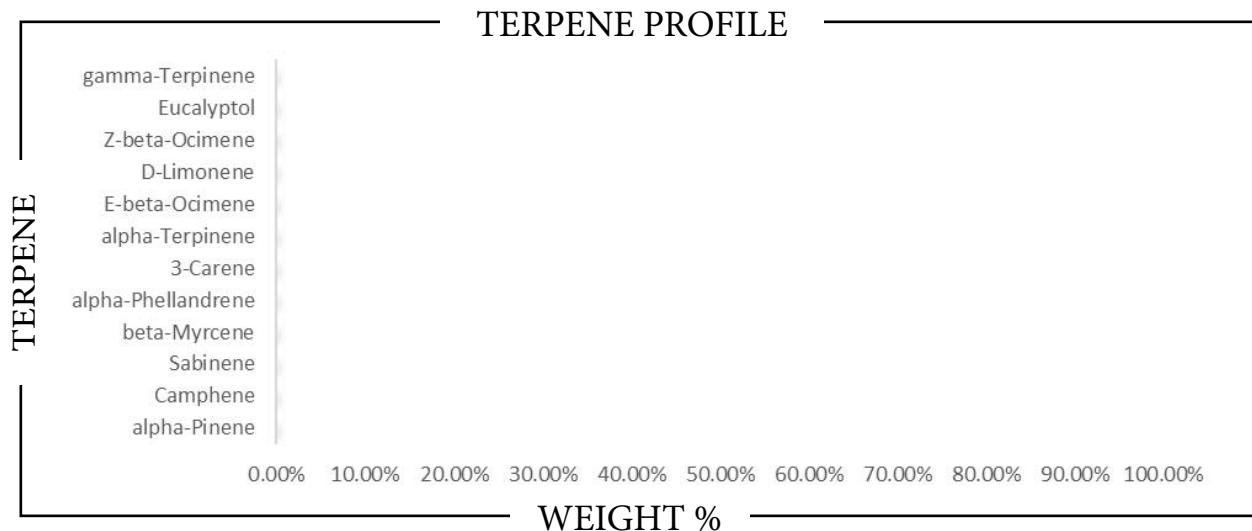 TERPENE PROFILE
TERPENE
gamma-Terpinene
Eucalyptol
Z-beta-Ocimene
D-Limonene
E-beta-Ocimene
alpha-Terpinene
3-Carene
alpha-Phellandrene
beta-Myrcene
Sabinene
Camphene
alpha-Pinene
0.00% 10.00% 20.00% 30.00% 40.00% 50.00% 60.00% 70.00% 80.00% 90.00% 100.00%
WEIGHT %